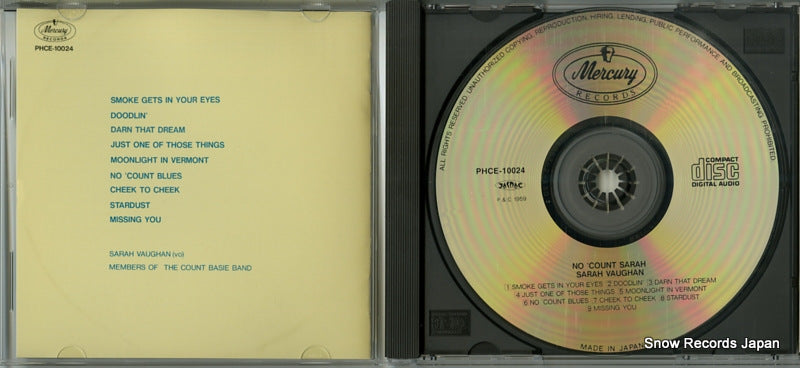 Mercury
RECORDS
PHCE-10024
SMOKE GETS IN YOUR EYES
DOODLIN'
DARN THAT DREAM
JUST ONE OF THOSE THINGS
MOONLIGHT IN VERMONT
NO 'COUNT BLUES
CHEEK TO CHEEK
STARDUST
MISSING YOU
SARAH VAUGHAN (vo)
MEMBERS OF THE COUNT BASIE BAND
ALL RIGHTS RESERVED. UNAUTHORIZED COPYING, REPRODUCTION, HIRING, LENDING, PUBLIC PERFORMANCE AND BROADCASTING PROHIBITED.
Mercury
RECORDS
PHCE-10024
JASRAC
P & C 1959
COMPACT
disc
DIGITAL AUDIO
NO 'COUNT SARAH
SARAH VAUGHAN
1 SMOKE GETS IN YOUR EYES 2 DOODLIN' 3 DARN THAT DREAM
4 JUST ONE OF THOSE THINGS 5 MOONLIGHT IN VERMONT
6 NO 'COUNT BLUES 7 CHEEK TO CHEEK 8 STARDUST
9 MISSING YOU
MADE IN JAPAN
Snow Records Japan